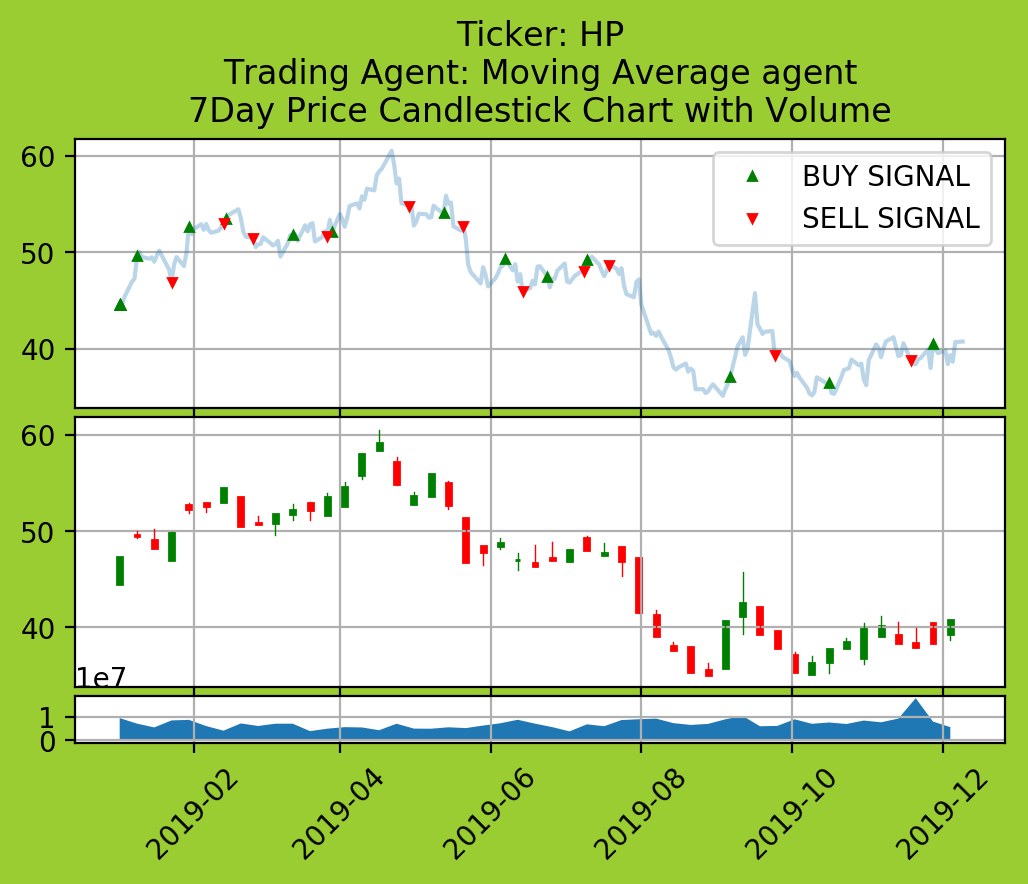 Ticker: HP
Trading Agent: Moving Average agent
7Day Price Candlestick Chart with Volume
60
50
40
BUY SIGNAL
SELL SIGNAL
60
50
40
1e7
1
0
2019-02
2019-04
2019-06
2019-08
2019-10
2019-12